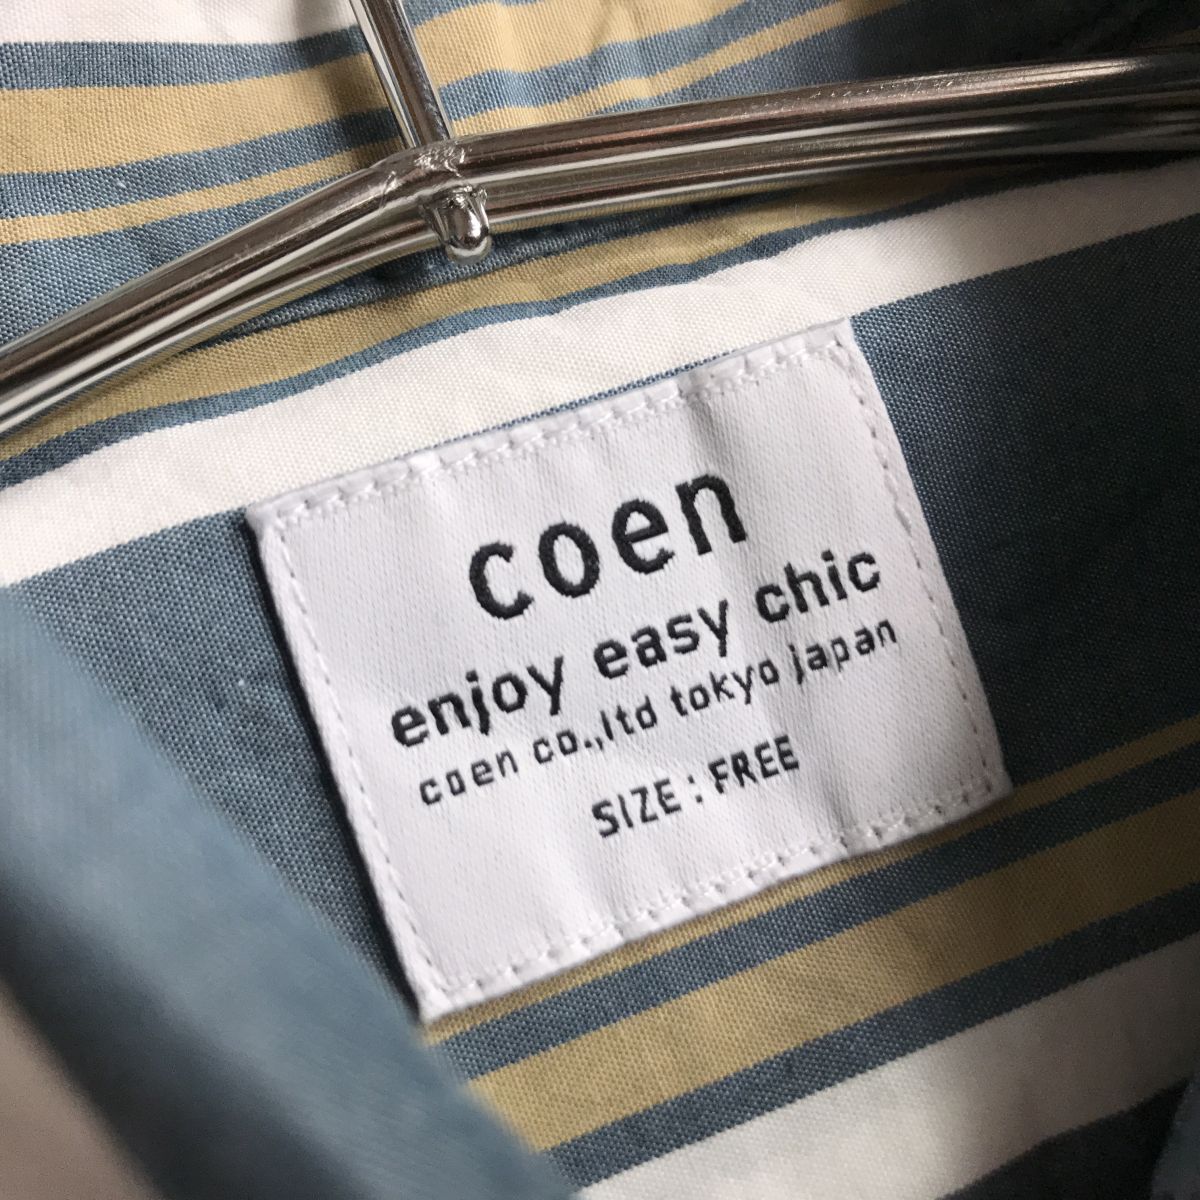 coen
enjoy easy chic
coen co.,ltd tokyo japan
SIZE : FREE